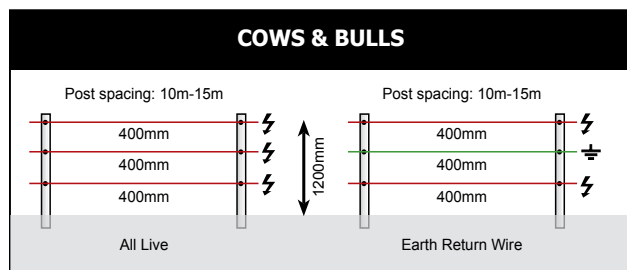 COWS & BULLS
Post spacing: 10m-15m
400mm
400mm
400mm
All Live
1200mm
Post spacing: 10m-15m
400mm
400mm
400mm
Earth Return Wire